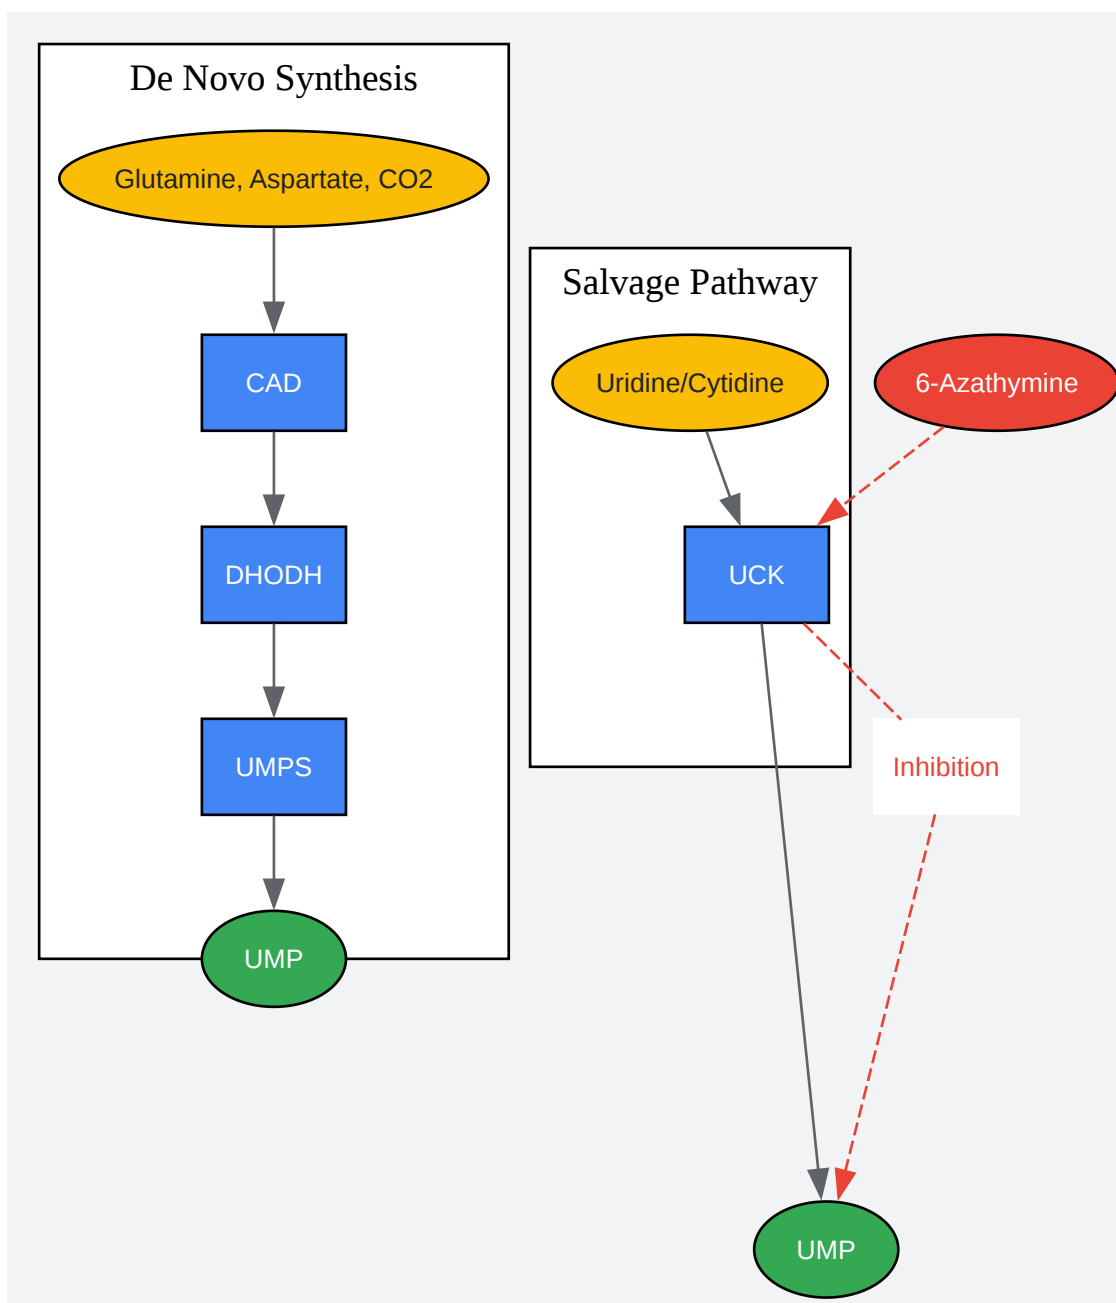 De Novo Synthesis
Glutamine, Aspartate, CO2
CAD
DHODH
UMPS
UMP
Salvage Pathway
Uridine/Cytidine
6-Azathymine
UCK
Inhibition
UMP